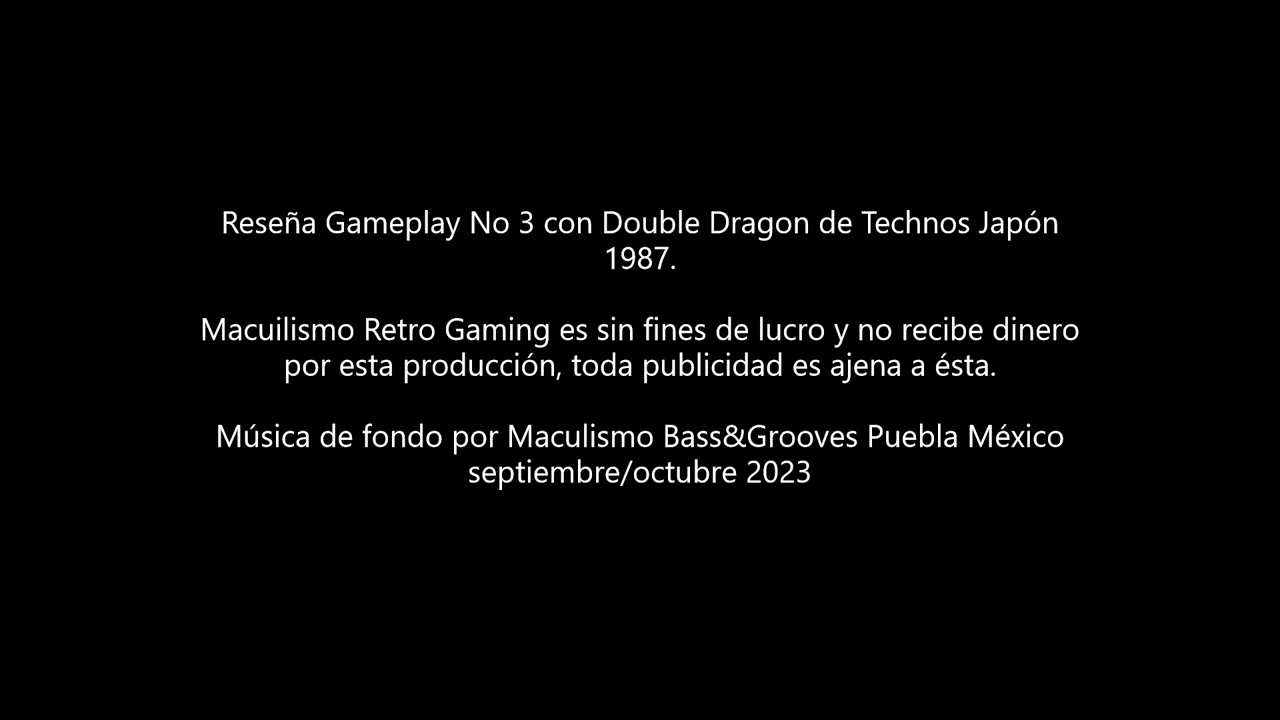 Reseña Gameplay No 3 con Double Dragon de Technos Japón
1987.
Macuilismo Retro Gaming es sin fines de lucro y no recibe dinero
por esta producción, toda publicidad es ajena a ésta.
Música de fondo por Maculismo Bass&Grooves Puebla México
septiembre/octubre 2023